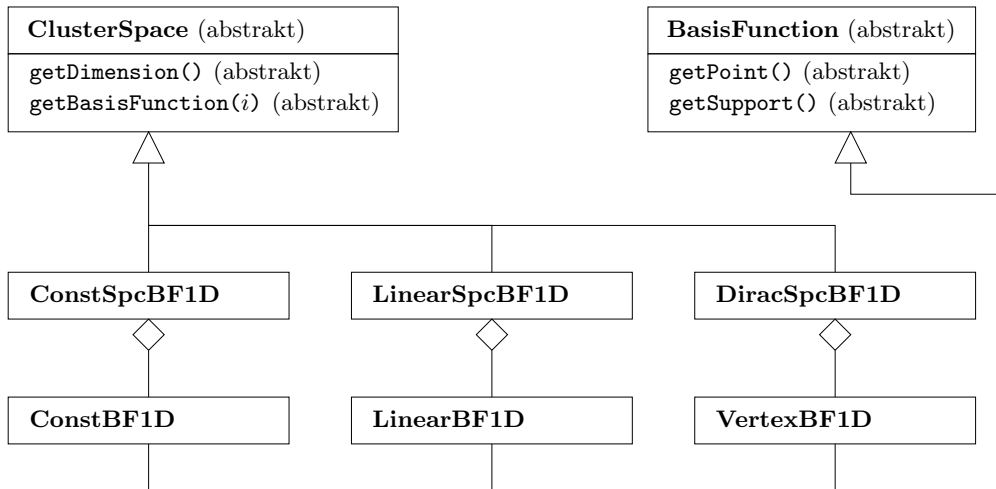 ClusterSpace (abstrakt)
getDimension() (abstrakt)
getBasisFunction(i) (abstrakt)
BasisFunction (abstrakt)
getPoint() (abstrakt)
getSupport() (abstrakt)
ConstSpcBF1D
LinearSpcBF1D
DiracSpcBF1D
ConstBF1D
LinearBF1D
VertexBF1D